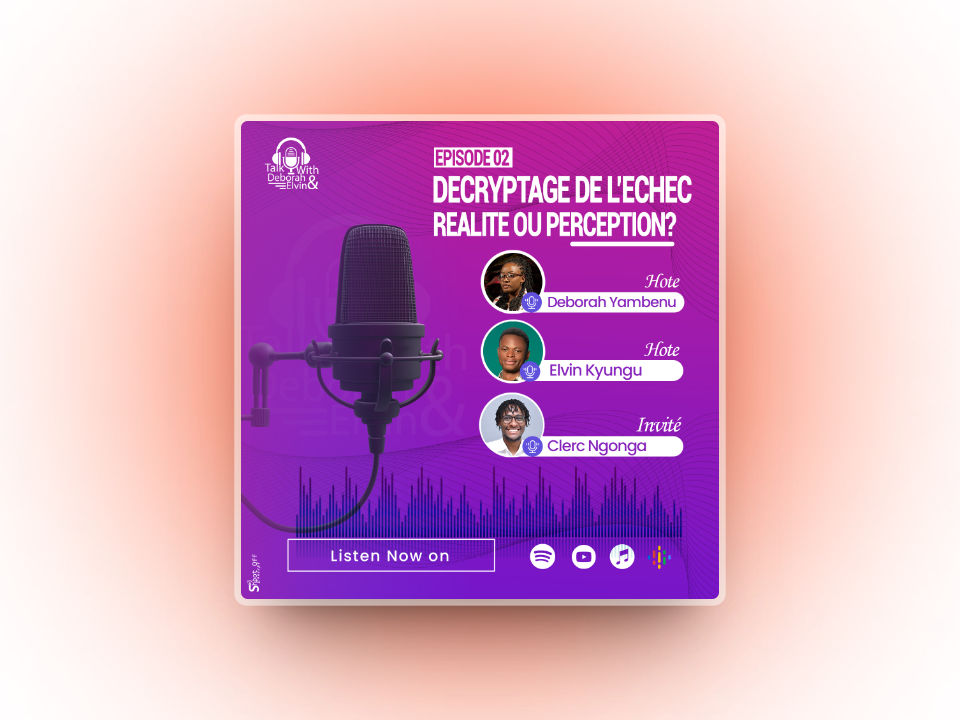 Talk With
Deborah &
Elvin
EPISODE 02
DECRYPTAGE DE L'ECHEC
REALITE OU PERCEPTION?
Hote
Deborah Yambenu
Hote
Elvin Kyungu
Invité
Clerc Ngonga
Listen Now on